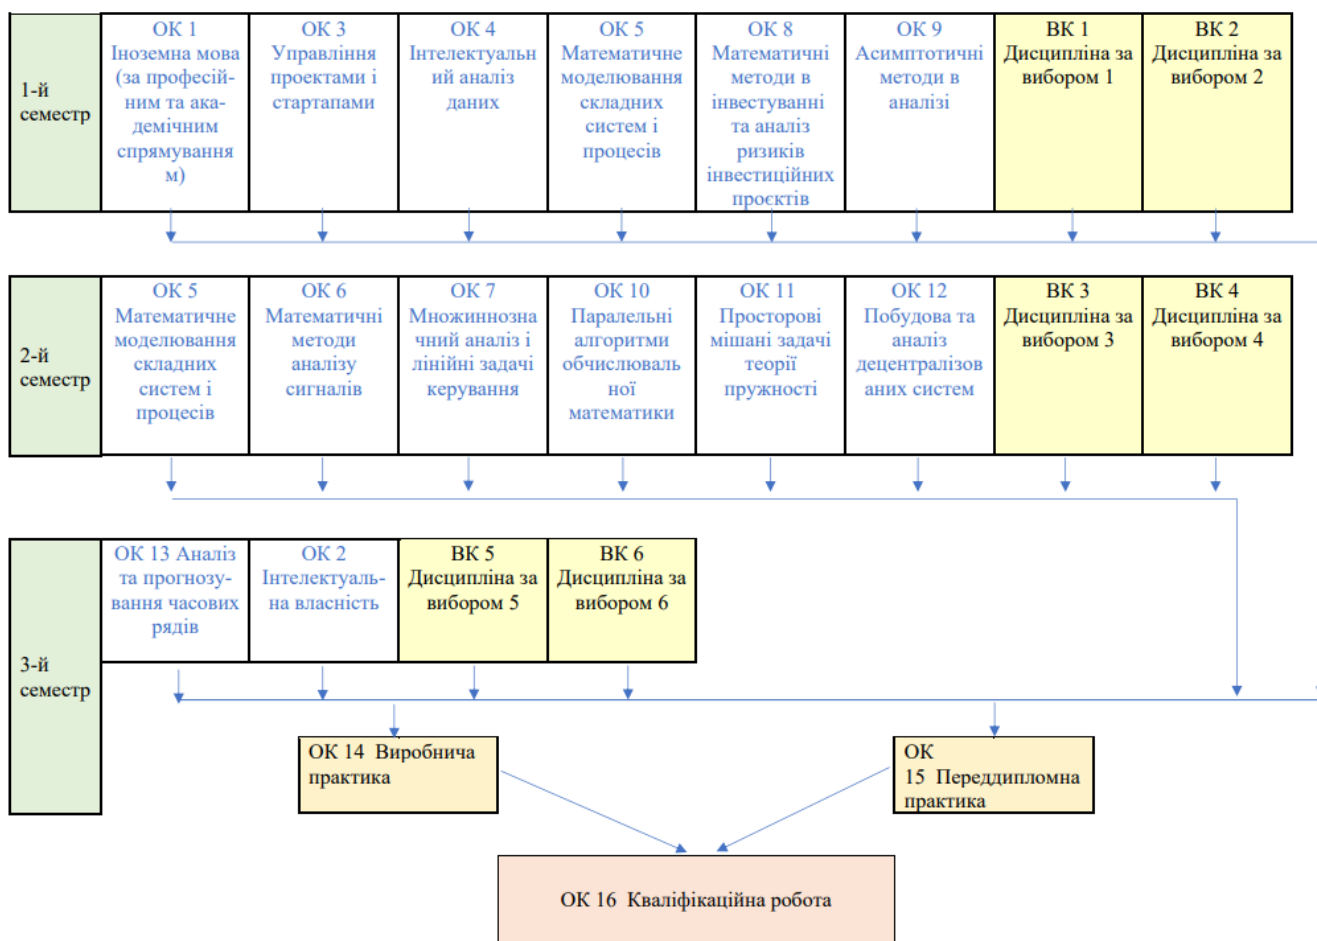 1-й
семестр
ОК 1
Іноземна мова
(за професій-
ним та ака-
демічним
спрямування
м)
ОК 3
Управління
проектами і
стартапами
ОК 4
Інтелектуальн
ий аналіз
даних
ОК 5
Математичне
моделювання
складних
систем і
процесів
ОК 8
Математичні
методи в
інвестуванні
та аналіз
ризиків
інвестиційних
проєктів
ОК 9
Асимптотичні
методи в
аналізі
ВК 1
Дисципліна за
вибором 1
ВК 2
Дисципліна за
вибором 2
2-й
семестр
ОК 5
Математичне
моделювання
складних
систем і
процесів
ОК 6
Математичні
методи
аналізу
сигналів
ОК 7
Множиннозна
чний аналіз і
лінійні задачі
керування
ОК 10
Паралельні
алгоритми
обчислюваль
ної
математики
ОК 11
Просторові
мішані задачі
теорії
пружності
ОК 12
Побудова та
аналіз
децентралізов
аних систем
ВК 3
Дисципліна за
вибором 3
ВК 4
Дисципліна за
вибором 4
3-й
семестр
ОК 13 Аналіз
та прогнозу-
вання часових
рядів
ОК 2
Інтелектуаль-
на власність
ВК 5
Дисципліна за
вибором 5
ВК 6
Дисципліна за
вибором 6
ОК 14 Виробнича
практика
ОК
15 Переддипломна
практика
ОК 16 Кваліфікаційна робота